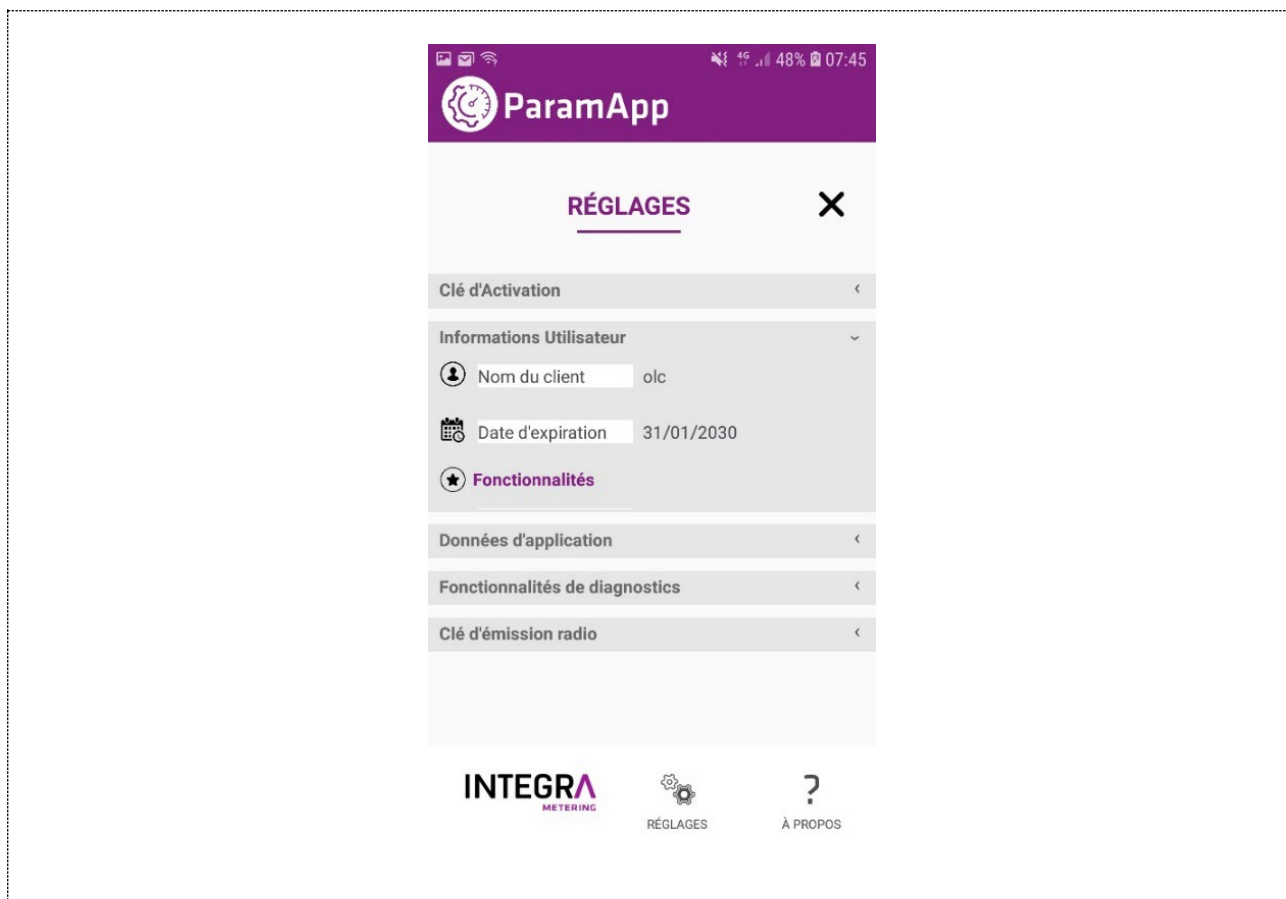 4G 48% 07:45
ParamApp
RÉGLAGES
Clé d'Activation
Informations Utilisateur
Nom du client olc
Date d'expiration 31/01/2030
Fonctionnalités
Données d'application
Fonctionnalités de diagnostics
Clé d'émission radio
INTEGRA
METERING
RÉGLAGES
?
À PROPOS